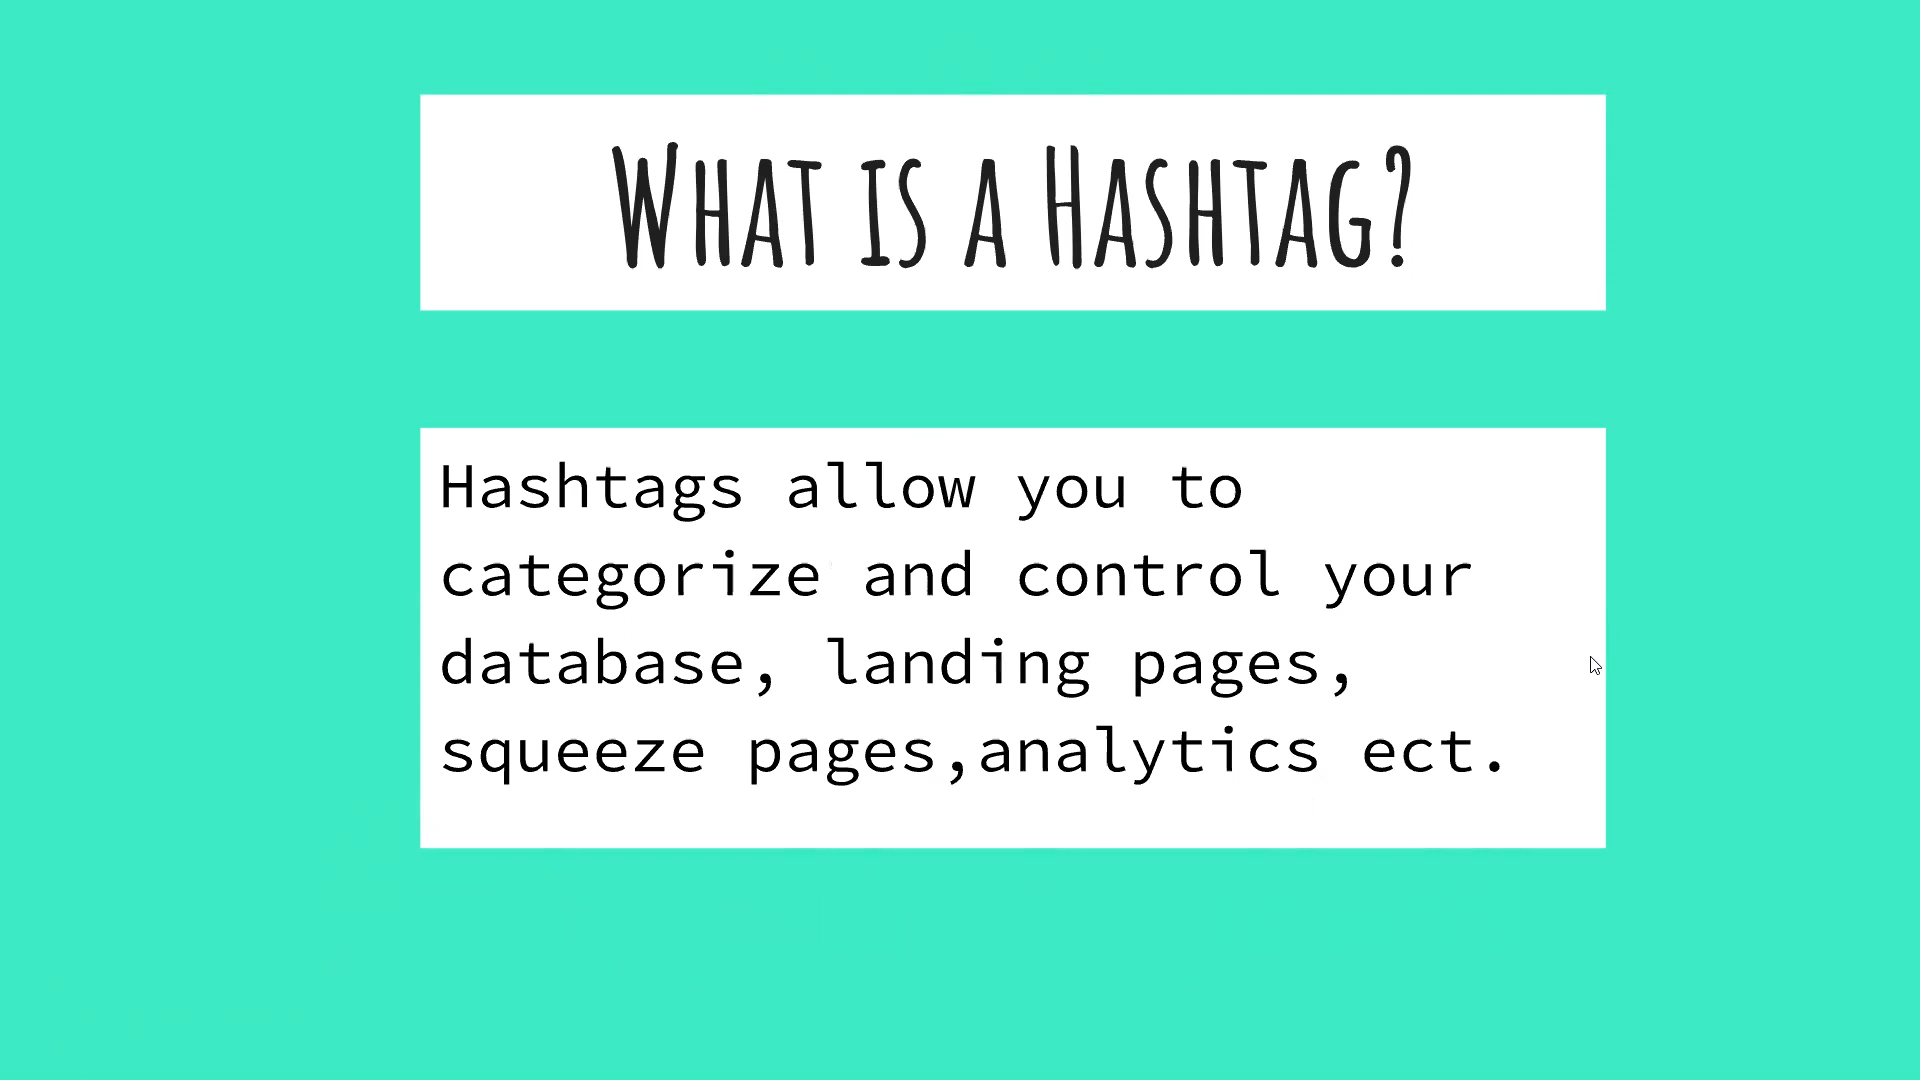 What is a Hashtag?
Hashtags allow you to
categorize and control your
database, landing pages,
squeeze pages,analytics ect.